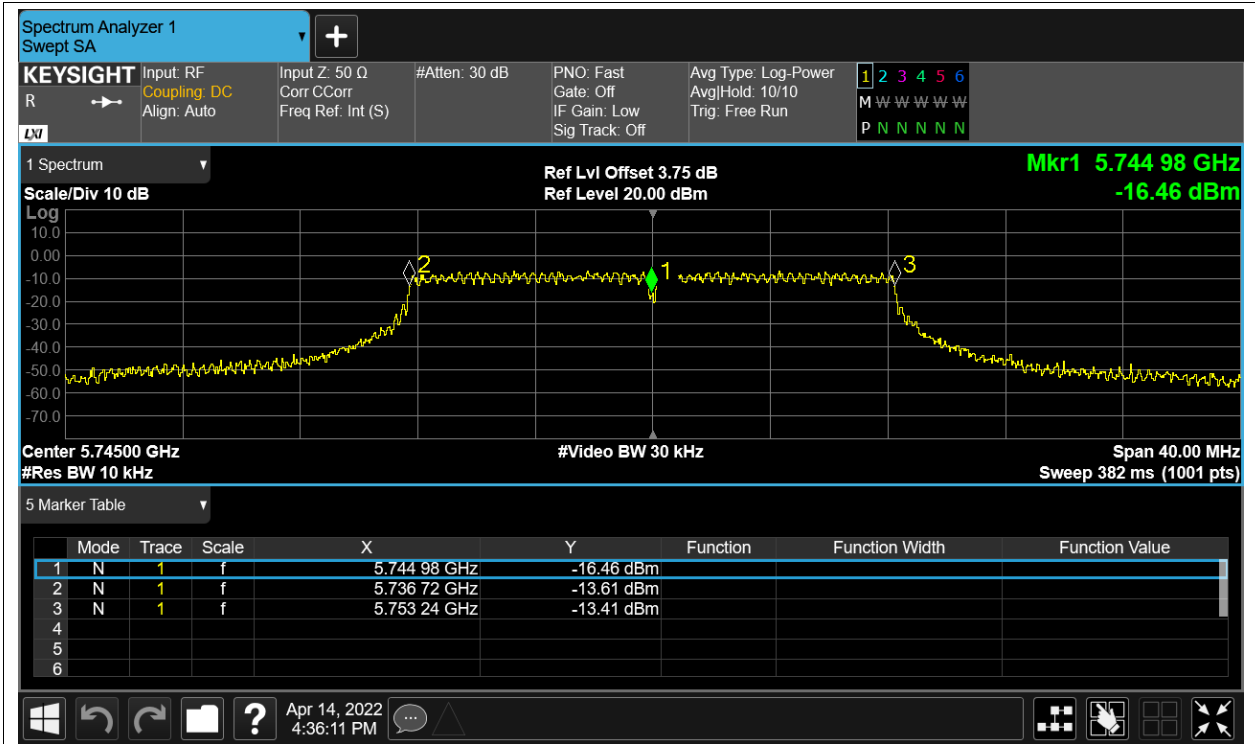 Spectrum Analyzer 1
Swept SA
+
KEYSIGHT Input: RF Input Z: 50 Ω #Atten: 30 dB PNO: Fast Avg Type: Log-Power 1 2 3 4 5 6
R Coupling: DC Corr CCorr Gate: Off Avg|Hold: 10/10 M W W W W W
Align: Auto Freq Ref: Int (S) IF Gain: Low Trig: Free Run
LXI Sig Track: Off P N N N N N
1 Spectrum Ref Lvl Offset 3.75 dB Mkr1 5.744 98 GHz
Scale/Div 10 dB Ref Level 20.00 dBm -16.46 dBm
Log
10.0
0.00
-10.0
-20.0
-30.0
-40.0
-50.0
-60.0
-70.0
2 1 3
Center 5.74500 GHz #Video BW 30 kHz Span 40.00 MHz
#Res BW 10 kHz Sweep 382 ms (1001 pts)
5 Marker Table
Mode Trace Scale X Y Function Function Width Function Value
1 N 1 f 5.744 98 GHz -16.46 dBm
2 N 1 f 5.736 72 GHz -13.61 dBm
3 N 1 f 5.753 24 GHz -13.41 dBm
4
5
6
? Apr 14, 2022
4:36:11 PM